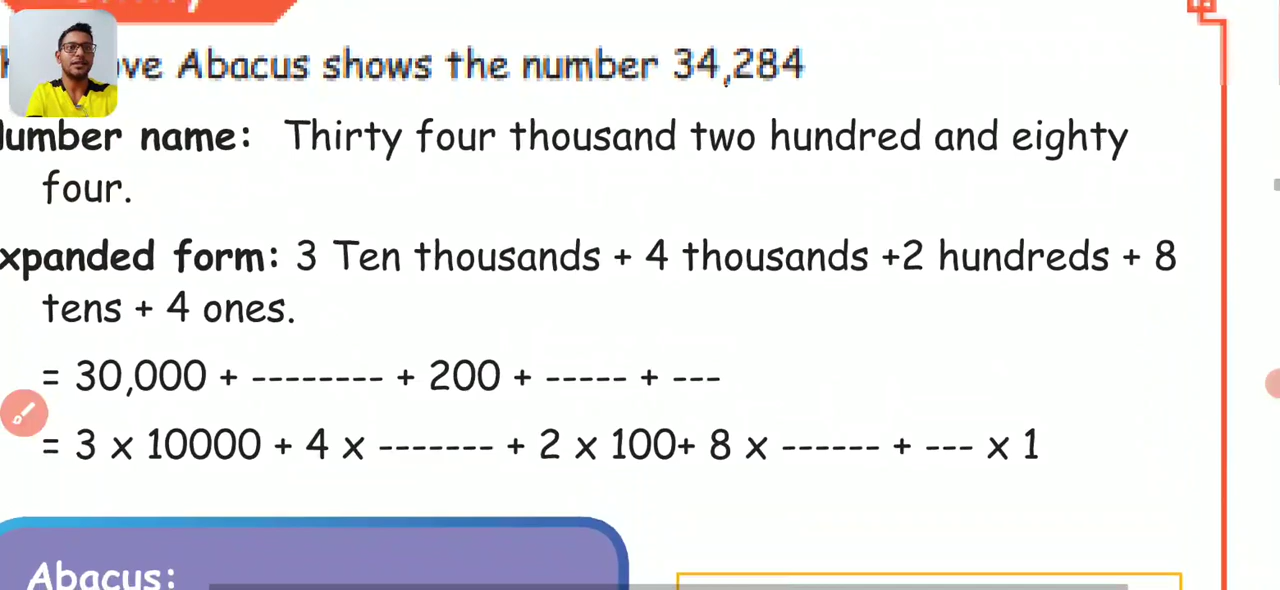 ve Abacus shows the number 34,284
umber name: Thirty four thousand two hundred and eighty
four.
xpanded form: 3 Ten thousands + 4 thousands +2 hundreds + 8
tens + 4 ones.
= 30,000 + -------- + 200 + ----- + ---
= 3 x 10000 + 4 x ------- + 2 x 100+ 8 x ------ + --- x 1
Abacus: